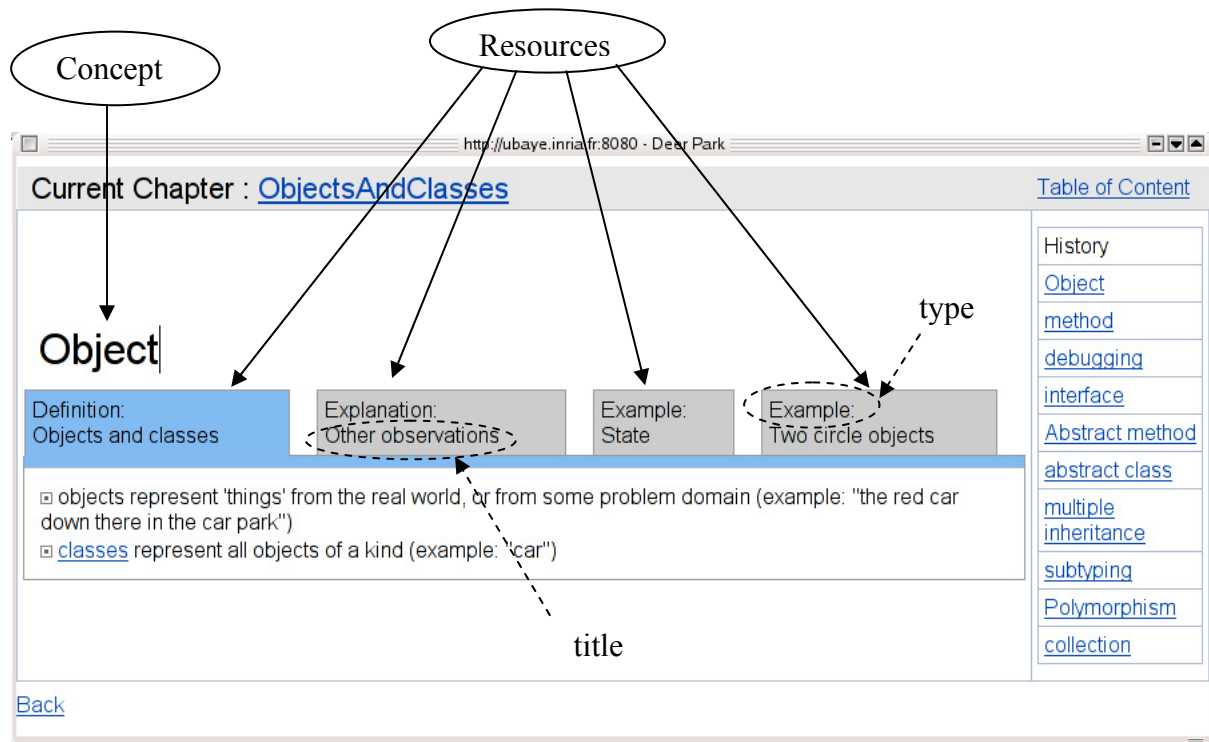 Concept
Resources
http://ubaye.inria.fr:8080 - Deer Park
Current Chapter : ObjectsAndClasses
Table of Content
Object
type
Definition:
Objects and classes
Explanation:
Other observations
Example:
State
Example:
Two circle objects
objects represent 'things' from the real world, or from some problem domain (example: "the red car
down there in the car park")
classes represent all objects of a kind (example: "car")
title
History
Object
method
debugging
interface
Abstract method
abstract class
multiple
inheritance
subtyping
Polymorphism
collection
Back